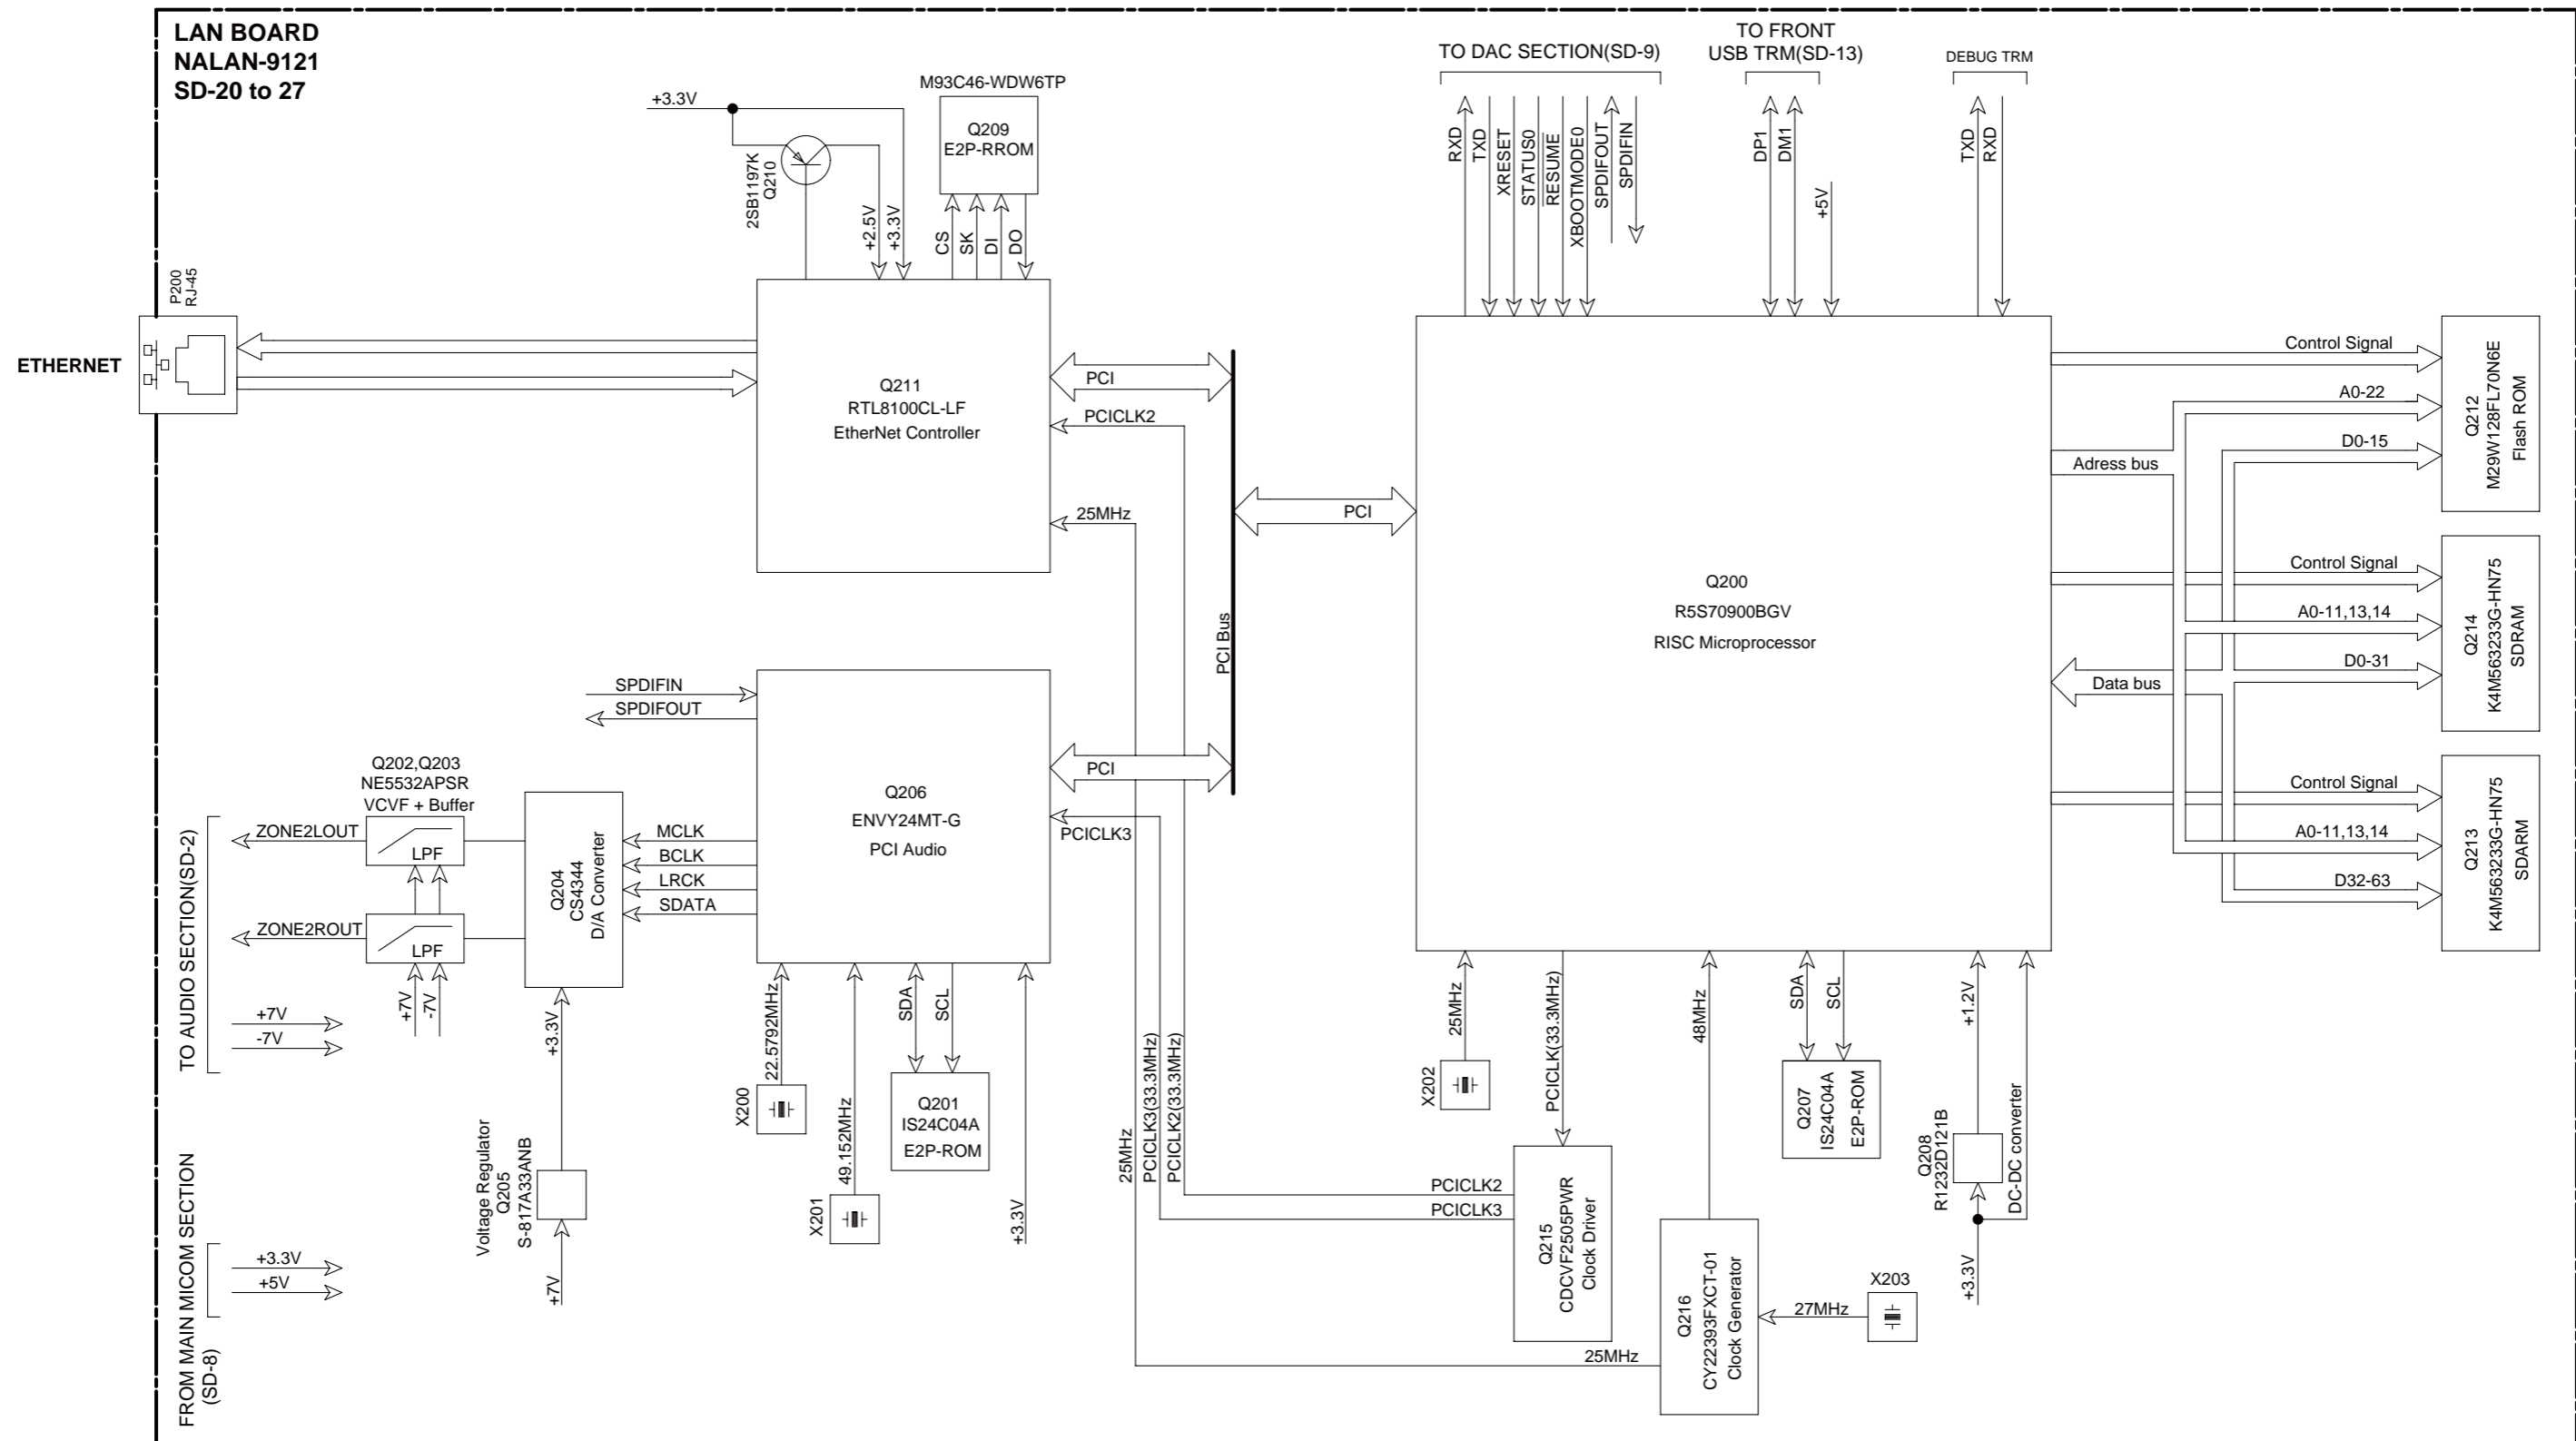 LAN BOARD
NALAN-9121
SD-20 to 27
TO DAC SECTION(SD-9)
TO FRONT
USB TRM(SD-13)
DEBUG TRM
M93C46-WDW6TP
Q209
E2P-RROM
+3.3V
2SB1197K
Q210
+2.5V
+3.3V
CS
SK
DI
DO
RXD
TXD
XRESET
STATUS0
RESUME
XBOOTMODE0
SPDIFOUT
SPDIFIN
DP1
DM1
+5V
TXD
RXD
P200
RJ-45
ETHERNET
Q211
RTL8100CL-LF
EtherNet Controller
PCI
PCICLK2
25MHz
PCI
PCI Bus
Q200
R5S70900BGV
RISC Microprocessor
Control Signal
A0-22
D0-15
Adress bus
Q212
M29W128FL70N6E
Flash ROM
Control Signal
A0-11,13,14
D0-31
Data bus
Q214
K4M563233G-HN75
SDRAM
Control Signal
A0-11,13,14
D32-63
Q213
K4M563233G-HN75
SDARM
SPDIFIN
SPDIFOUT
Q206
ENVY24MT-G
PCI Audio
PCI
PCICLK3
Q202,Q203
NE5532APSR
VCVF + Buffer
ZONE2LOUT
LPF
ZONE2ROUT
LPF
Q204
CS4344
D/A Converter
MCLK
BCLK
LRCK
SDATA
TO AUDIO SECTION(SD-2)
+7V
-7V
+7V
-7V
+3.3V
Voltage Regulator
Q205
S-817A33ANB
+7V
FROM MAIN MICOM SECTION
(SD-8)
+3.3V
+5V
X200
22.5792MHz
X201
49.152MHz
SDA
SCL
Q201
IS24C04A
E2P-ROM
+3.3V
25MHz
PCICLK3(33.3MHz)
PCICLK2(33.3MHz)
X202
25MHz
PCICLK(33.3MHz)
PCICLK2
PCICLK3
Q215
CDCVF2505PWR
Clock Driver
48MHz
25MHz
Q216
CY22393FXCT-01
Clock Generator
27MHz
X203
SDA
SCL
Q207
IS24C04A
E2P-ROM
+1.2V
Q208
R1232D121B
DC-DC converter
+3.3V